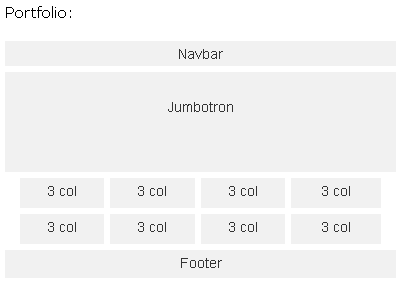 Portfolio:
Navbar
Jumbotron
3 col 3 col 3 col 3 col
3 col 3 col 3 col 3 col
Footer